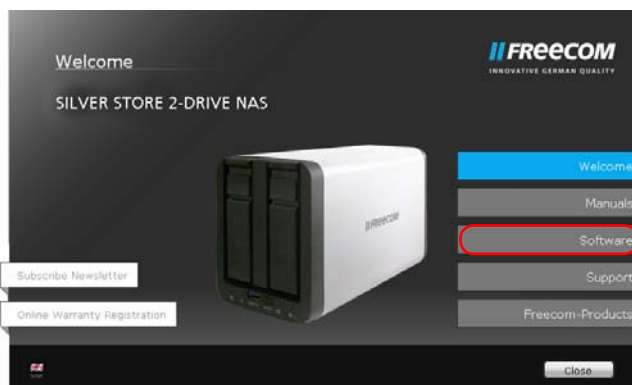 Welcome
FREECOM
INNOVATIVE GERMAN QUALITY
SILVER STORE 2-DRIVE NAS
FREECOM
Welcome
Manuals
Software
Support
Freecom-Products
Subscribe Newsletter
Online Warranty Registration
Close